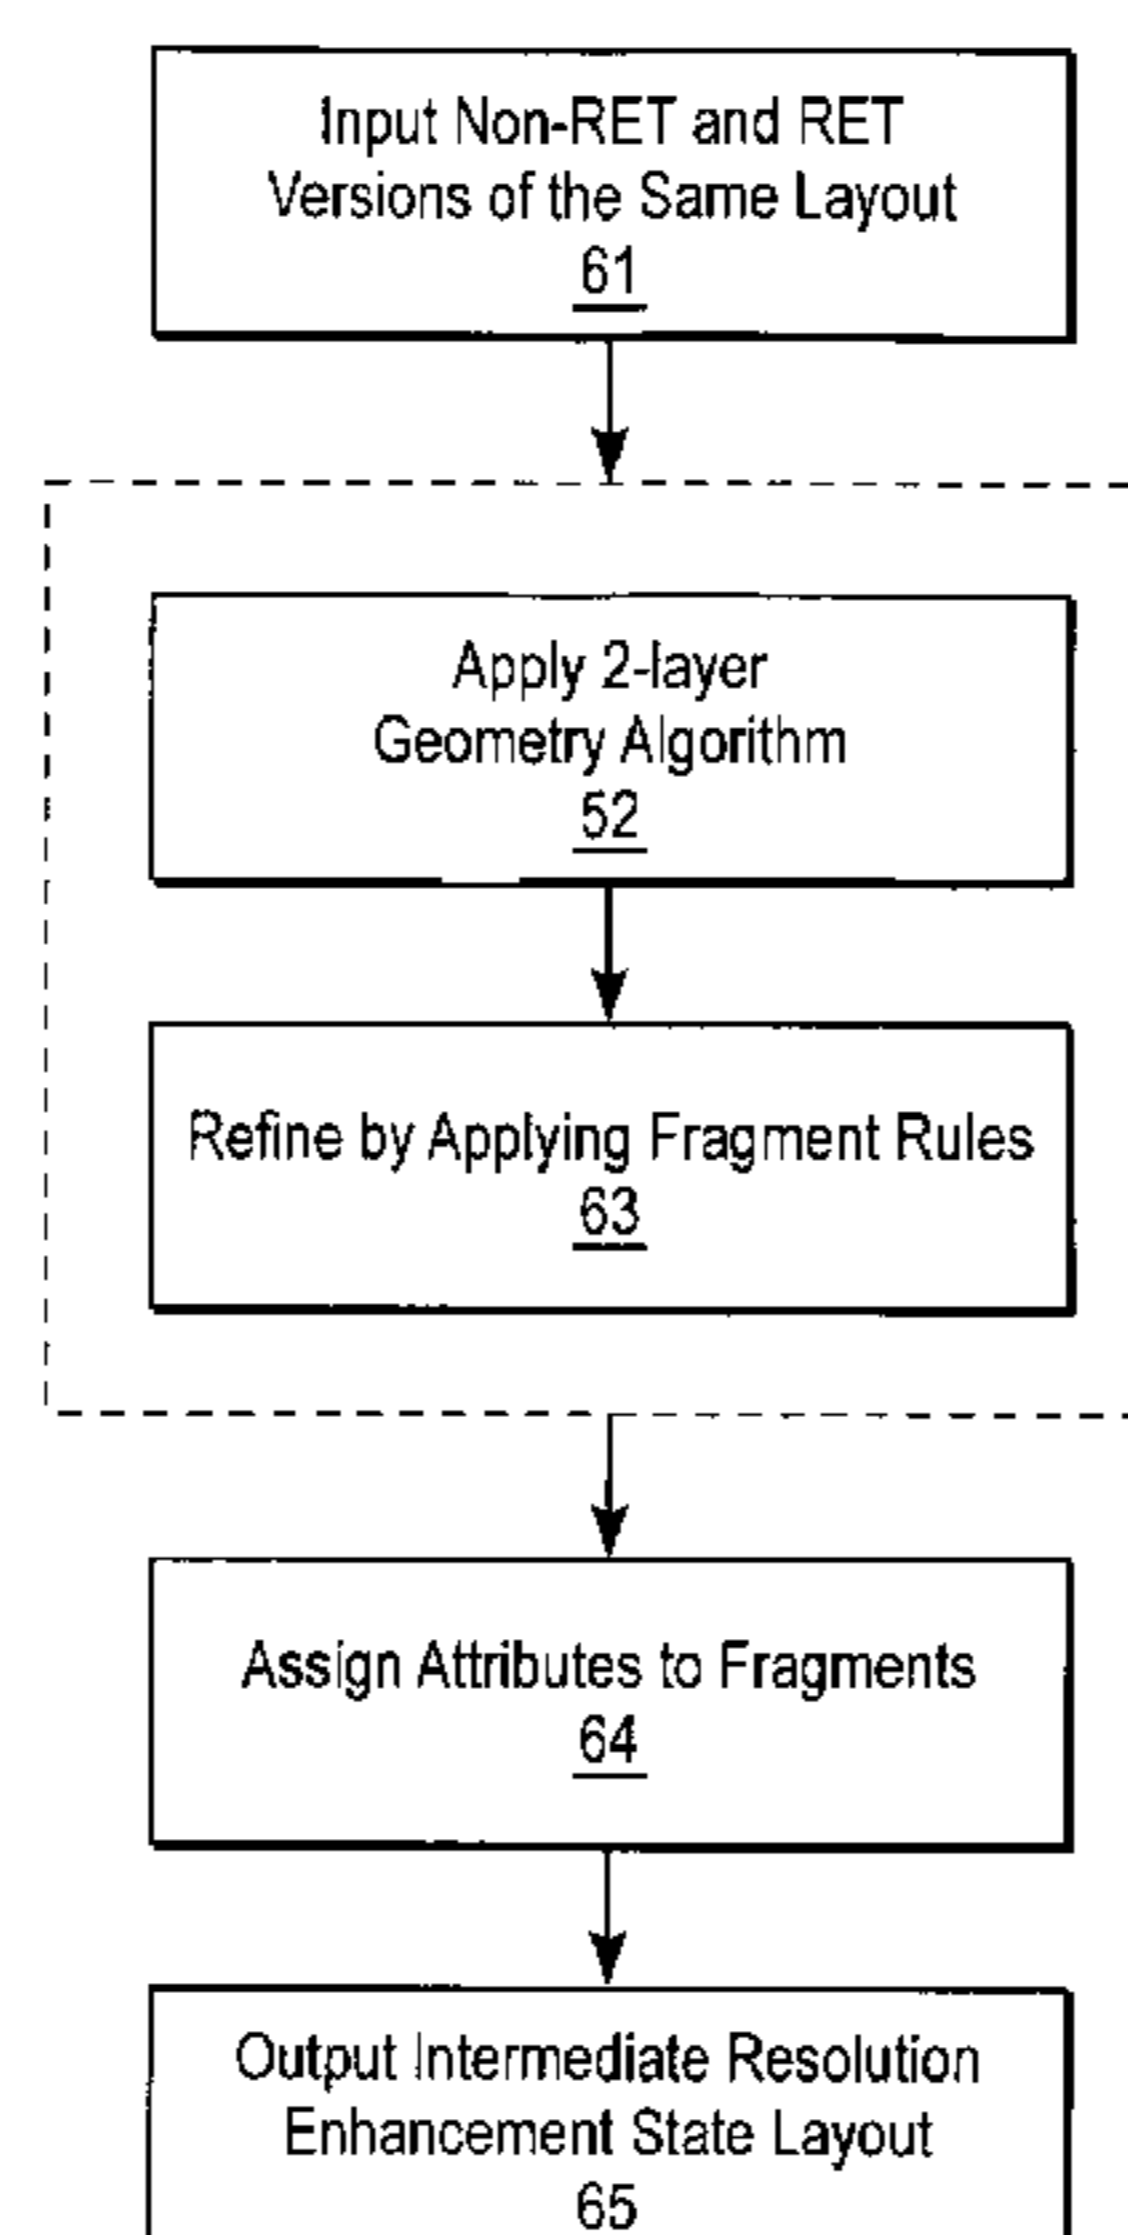 Input Non-RET and RET
Versions of the Same Layout
61
Apply 2-layer
Geometry Algorithm
52
Refine by Applying Fragment Rules
63
Assign Attributes to Fragments
64
Output Intermediate Resolution
Enhancement State Layout
65